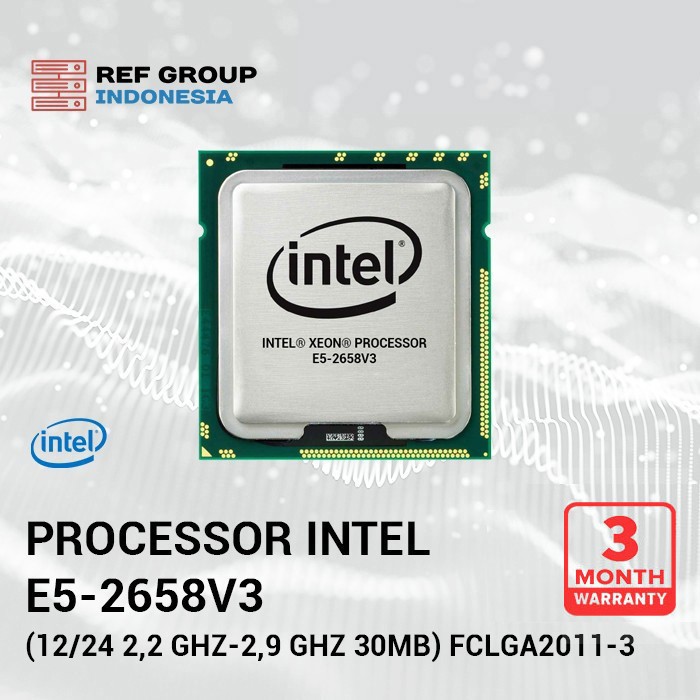 REF GROUP
INDONESIA
intel®
INTEL® XEON® PROCESSOR
E5-2658V3
intel
PROCESSOR INTEL
E5-2658V3
(12/24 2,2 GHZ-2,9 GHZ 30MB) FCLGA2011-3
3
MONTH
WARRANTY